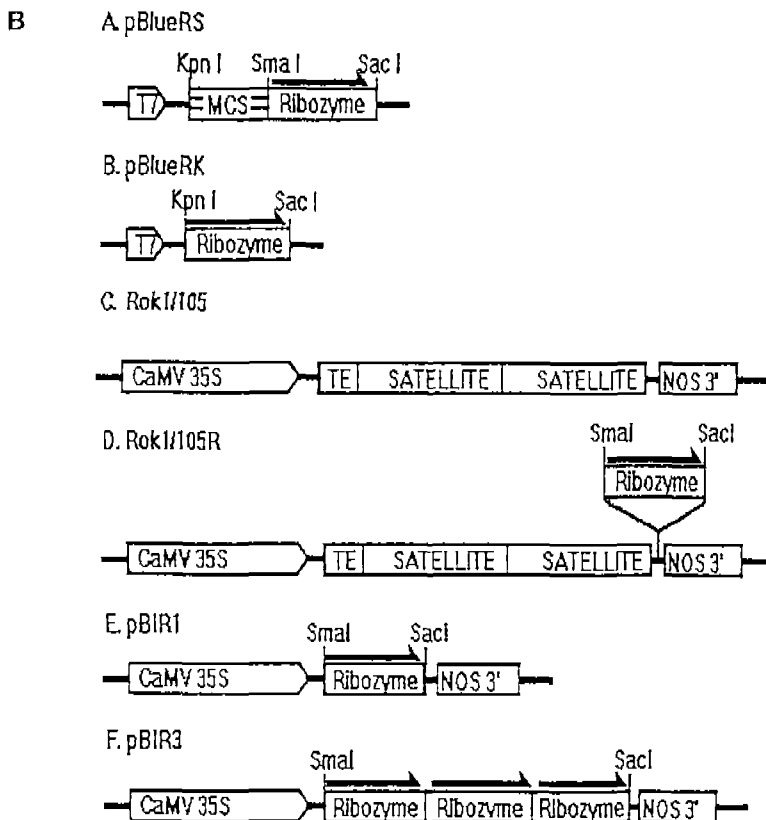 B
A. pBlueRS
Kpn I Sma I Sac I
T7 MCS Ribozyme
B. pBlueRK
Kpn I Sac I
T7 Ribozyme
C. Rok1/105
CaMV 35S TE SATELLITE SATELLITE NOS 3'
D. Rok1/105R
SmaI SacI
Ribozyme
CaMV 35S TE SATELLITE SATELLITE NOS 3'
E. pBIR1
SmaI SacI
CaMV 35S Ribozyme NOS 3'
F. pBIR3
SmaI SacI
CaMV 35S Ribozyme Ribozyme Ribozyme NOS 3'